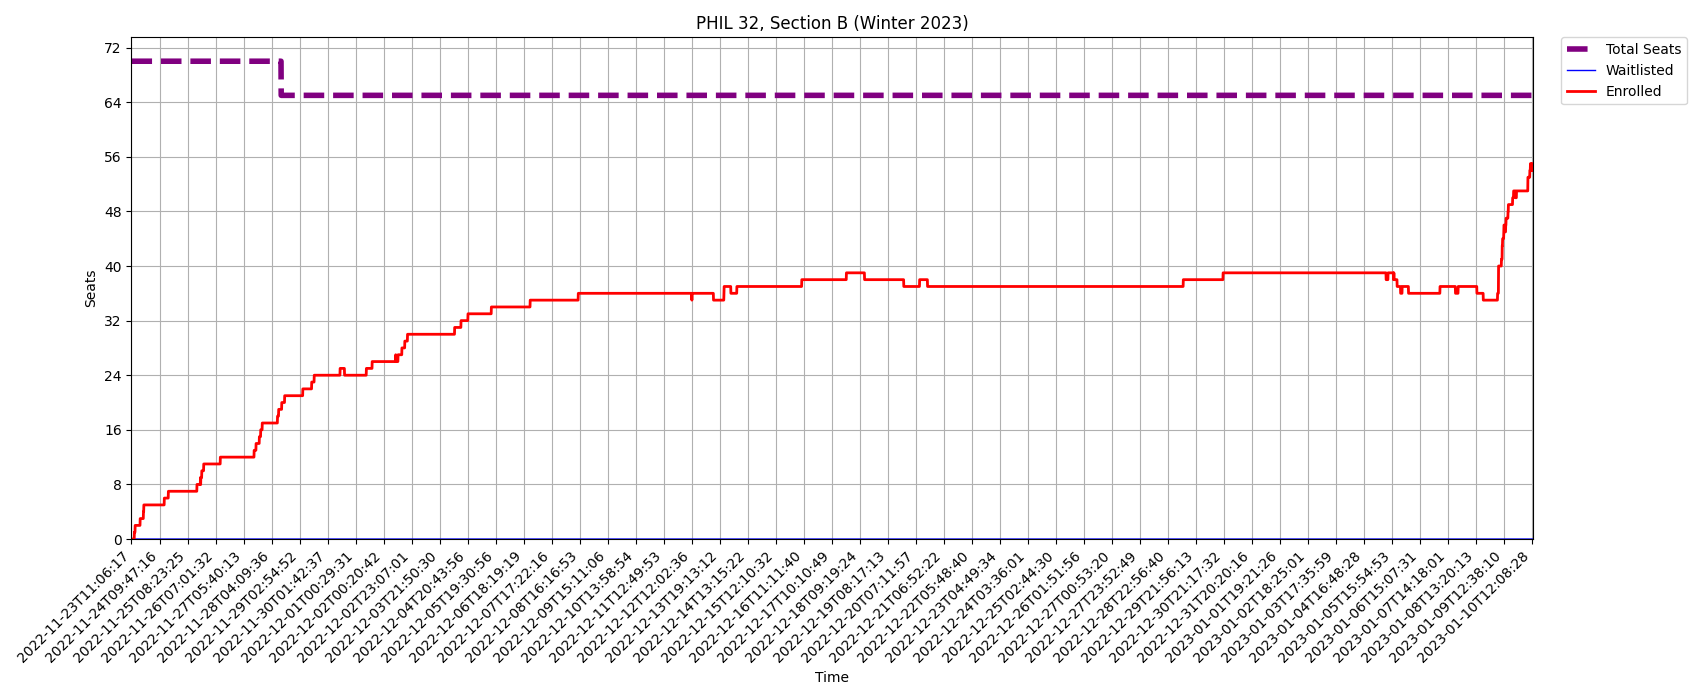 PHIL 32, Section B (Winter 2023)
Total Seats
Waitlisted
Enrolled
Seats
72
64
56
48
40
32
24
16
8
0
2022-11-23T11:06:17
2022-11-24T09:47:16
2022-11-25T08:23:25
2022-11-26T07:01:32
2022-11-27T05:40:13
2022-11-28T04:09:36
2022-11-29T02:54:52
2022-11-30T01:42:37
2022-12-01T00:29:31
2022-12-02T00:20:42
2022-12-02T23:07:01
2022-12-03T21:50:30
2022-12-04T20:43:56
2022-12-05T19:30:56
2022-12-06T18:19:19
2022-12-07T17:22:16
2022-12-08T16:16:53
2022-12-09T15:11:06
2022-12-10T13:58:54
2022-12-11T12:49:53
2022-12-12T12:02:36
2022-12-13T19:13:12
2022-12-14T13:15:22
2022-12-15T12:10:32
2022-12-16T11:11:40
2022-12-17T10:10:49
2022-12-18T09:19:24
2022-12-19T08:17:13
2022-12-20T07:11:57
2022-12-21T06:52:22
2022-12-22T05:48:40
2022-12-23T04:49:34
2022-12-24T03:36:01
2022-12-25T02:44:30
2022-12-26T01:51:56
2022-12-27T00:53:20
2022-12-27T23:52:49
2022-12-28T22:56:40
2022-12-29T21:56:13
2022-12-30T21:17:32
2022-12-31T20:20:16
2023-01-01T19:21:26
2023-01-02T18:25:01
2023-01-03T17:35:59
2023-01-04T16:48:28
2023-01-05T15:54:53
2023-01-06T15:07:31
2023-01-07T14:18:01
2023-01-08T13:20:13
2023-01-09T12:38:10
2023-01-10T12:08:28
Time